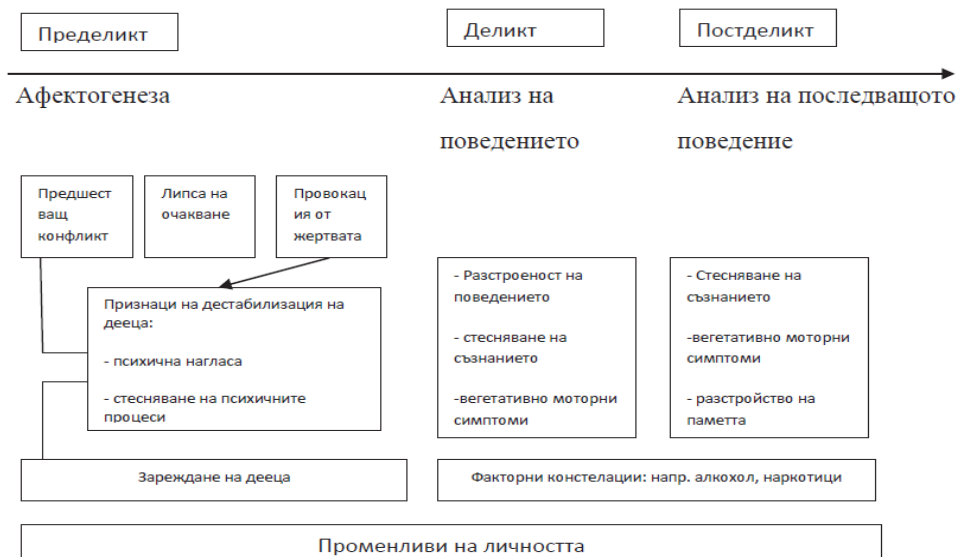 Пределикт
Деликт
Постделикт
Афектогенеза
Анализ на
поведението
Анализ на последващото
поведение
Предшест
ващ
конфликт
Липса на
очакване
Провокац
ия от
жертвата
Признаци на дестабилизация на
дееца:
- психична нагласа
- стесняване на психичните
процеси
- Разстроеност на
поведението
- стесняване на
съзнанието
-вегетативно моторни
симптоми
- Стесняване на
съзнанието
-вегетативно моторни
симптоми
- разстройство на
паметта
Зареждане на дееца
Факторни констелации: напр. алкохол, наркотици
Променливи на личността